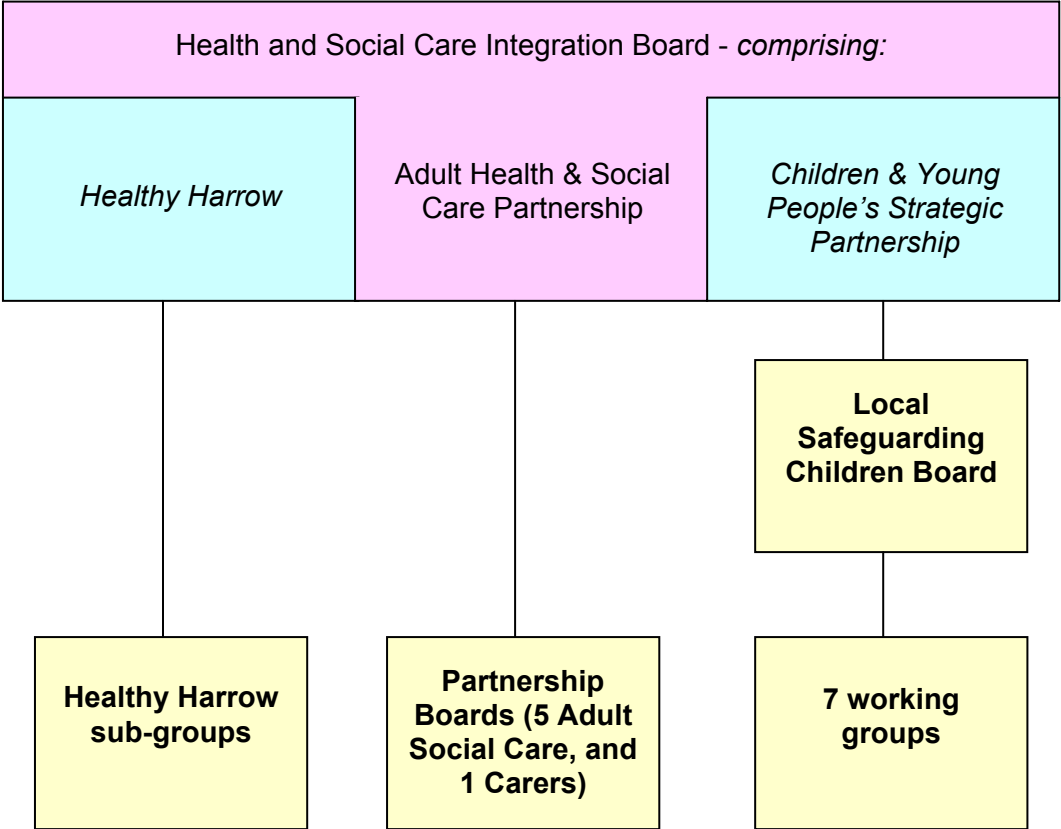 Health and Social Care Integration Board - comprising:
Healthy Harrow
Adult Health & Social
Care Partnership
Children & Young
People's Strategic
Partnership
Local
Safeguarding
Children Board
Healthy Harrow
sub-groups
Partnership
Boards (5 Adult
Social Care, and
1 Carers)
7 working
groups